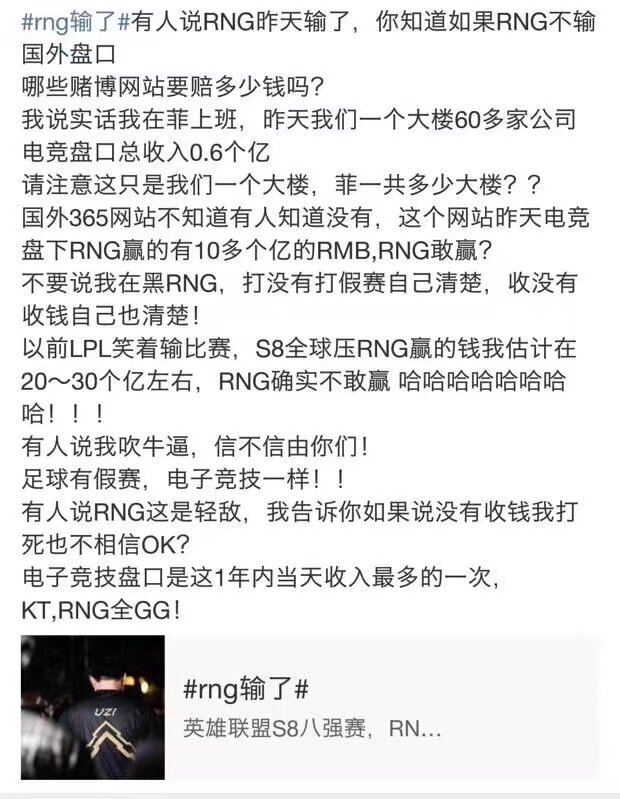 #rng输了#有人说RNG昨天输了，你知道如果RNG不输
国外盘口
哪些赌博网站要赔多少钱吗？
我说实话我在菲上班，昨天我们一个大楼60多家公司
电竞盘口总收入0.6个亿
请注意这只是我们一个大楼，菲一共多少大楼？？
国外365网站不知道有人知道没有，这个网站昨天电竞
盘下RNG赢的有10多个亿的RMB,RNG敢赢？
不要说我在黑RNG，打没有打假赛自己清楚，收没有
收钱自己也清楚！
以前LPL笑着输比赛，S8全球压RNG赢的钱我估计在
20～30个亿左右，RNG确实不敢赢 哈哈哈哈哈哈哈
哈！！！
有人说我吹牛逼，信不信由你们！
足球有假赛，电子竞技一样！！
有人说RNG这是轻敌，我告诉你如果说没有收钱我打
死也不相信OK？
电子竞技盘口是这1年内当天收入最多的一次，
KT,RNG全GG！
UZI
#rng输了#
英雄联盟S8八强赛，RN...